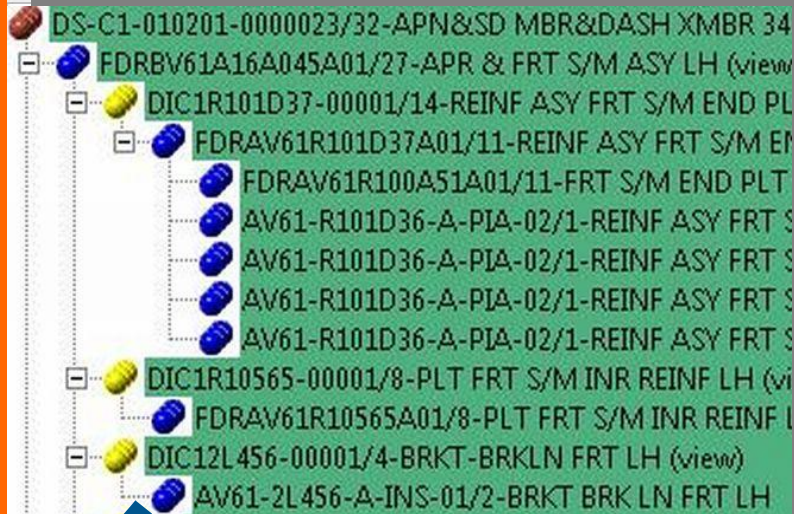 DS-C1-010201-0000023/32-APN&SD MBR&DASH XMBR 34
FDRBV61A16A045A01/27-APR & FRT S/M ASY LH (view
DIC1R101D37-00001/14-REINF ASY FRT S/M END PL
FDRAV61R101D37A01/11-REINF ASY FRT S/M EN
FDRAV61R100A51A01/11-FRT S/M END PLT
AV61-R101D36-A-PIA-02/1-REINF ASY FRT S
AV61-R101D36-A-PIA-02/1-REINF ASY FRT S
AV61-R101D36-A-PIA-02/1-REINF ASY FRT S
AV61-R101D36-A-PIA-02/1-REINF ASY FRT S
DIC1R10565-00001/8-PLT FRT S/M INR REINF LH (vi
FDRAV61R10565A01/8-PLT FRT S/M INR REINF L
DIC12L456-00001/4-BRKT-BRKLN FRT LH (view)
AV61-2L456-A-INS-01/2-BRKT BRK LN FRT LH